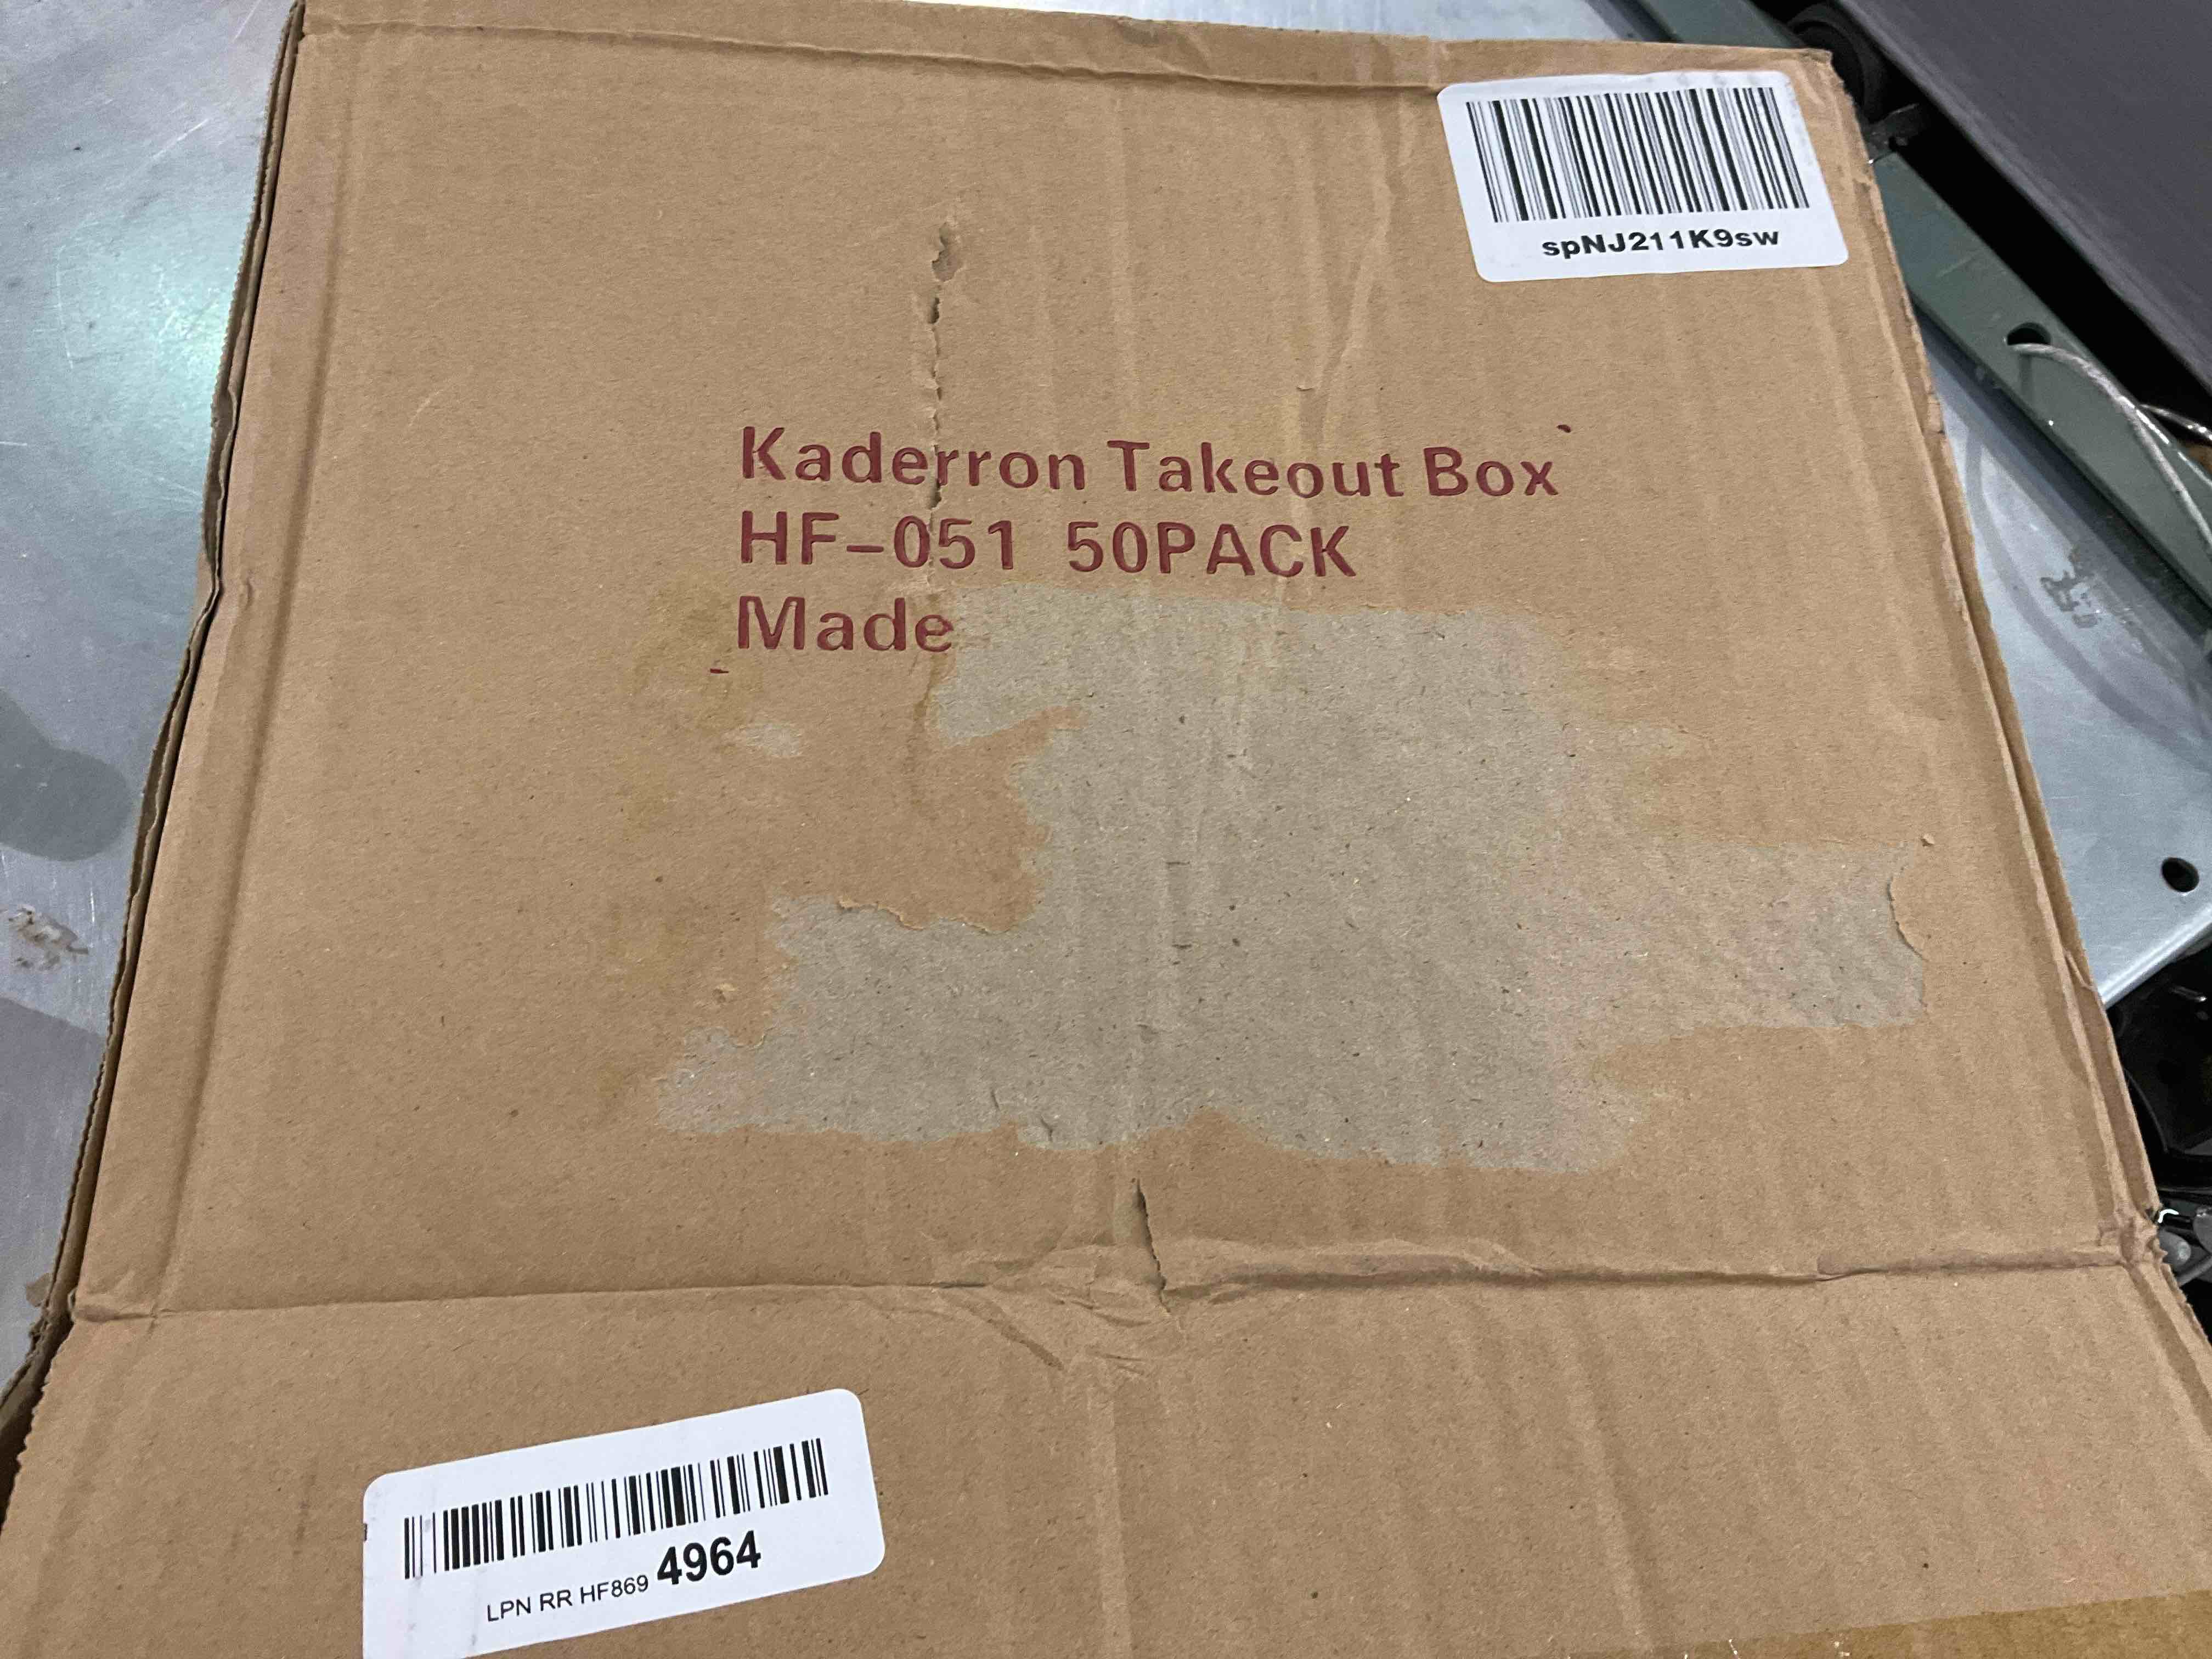 spNJ211K9sw
Kaderron Takeout Box
HF-051 50PACK
Made
LPN RR HF869 4964